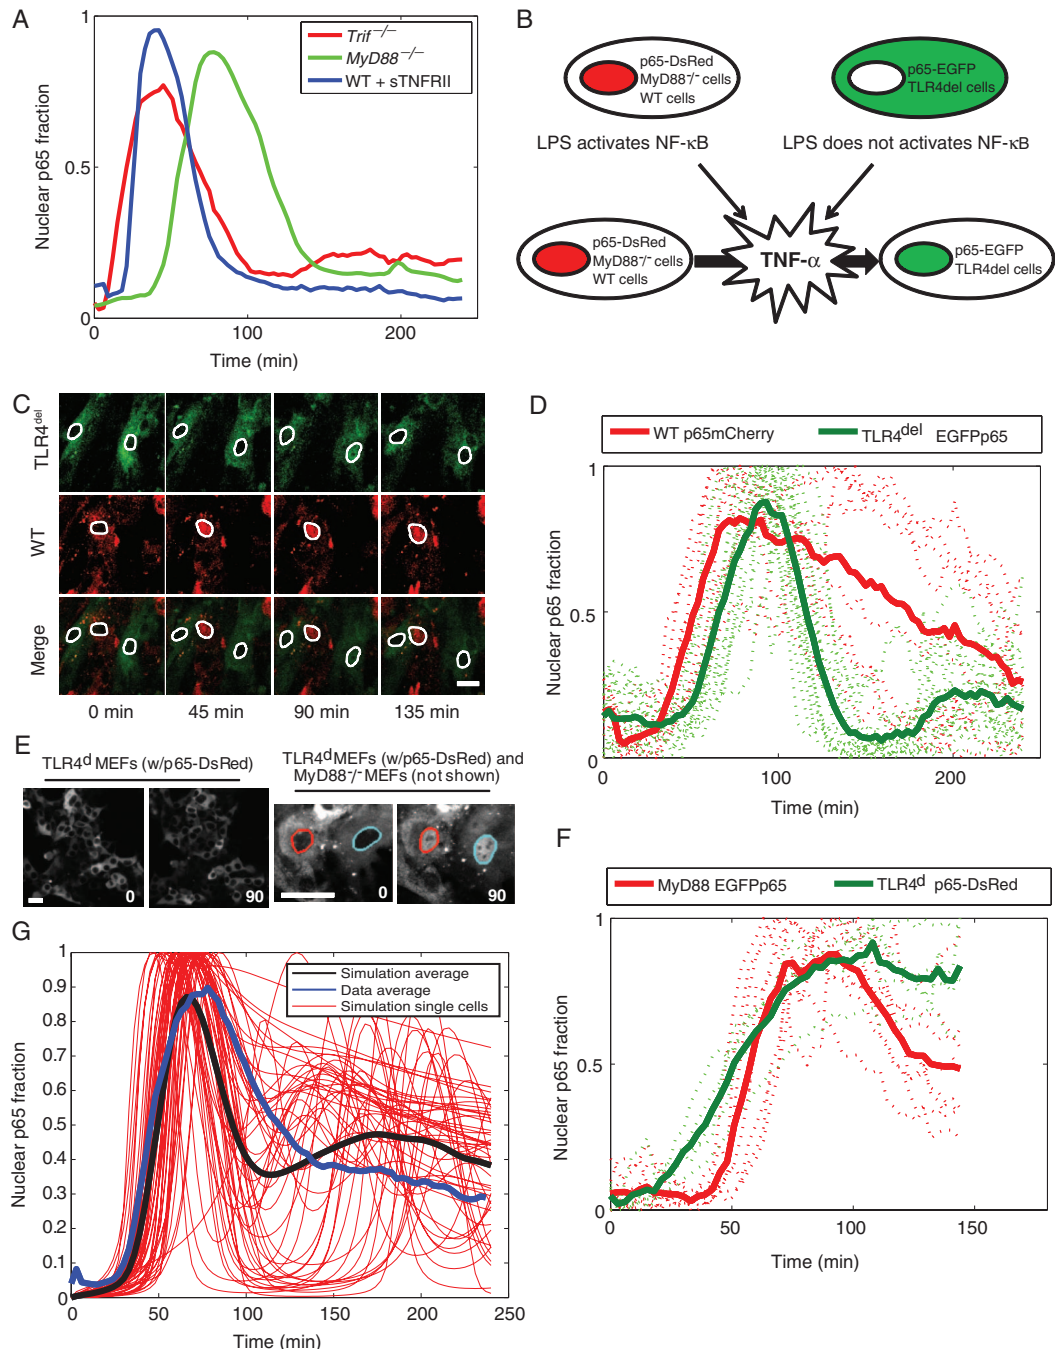 A
1
0.5
0
Nuclear p65 fraction
Trif−/−
MyD88−/−
WT + sTNFRII
0
100
200
Time (min)
B
p65-DsRed
MyD88-/- cells
WT cells
p65-EGFP
TLR4del cells
LPS activates NF-κB
LPS does not activates NF-κB
p65-DsRed
MyD88-/- cells
WT cells
TNF-α
p65-EGFP
TLR4del cells
C
TLR4del
WT
Merge
0 min
45 min
90 min
135 min
D
WT p65mCherry
TLR4del EGFPp65
1
0.5
0
Nuclear p65 fraction
0
100
200
Time (min)
E
TLR4d MEFs (w/p65-DsRed)
TLR4d MEFs (w/p65-DsRed) and
MyD88-/- MEFs (not shown)
0
90
0
90
F
MyD88 EGFPp65
TLR4d p65-DsRed
1
0.5
0
Nuclear p65 fraction
0
50
100
150
Time (min)
G
1
0.9
0.8
0.7
0.6
0.5
0.4
0.3
0.2
0.1
0
Nuclear p65 fraction
Simulation average
Data average
Simulation single cells
0
50
100
150
200
250
Time (min)